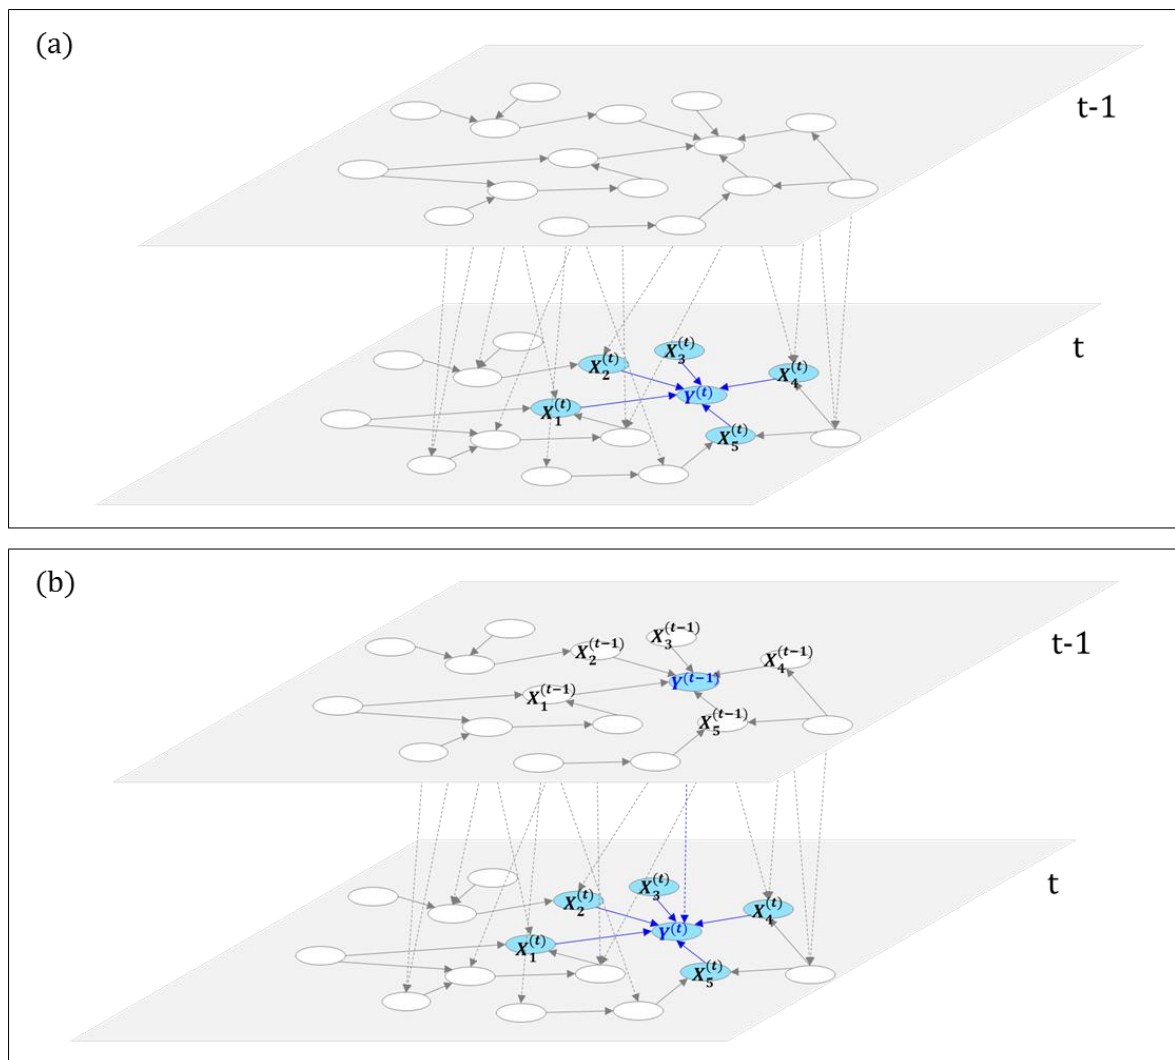 (a)
t-1
t
X_2^{(t)}
X_3^{(t)}
X_4^{(t)}
Y^{(t)}
X_1^{(t)}
X_5^{(t)}
(b)
t-1
X_3^{(t-1)}
X_2^{(t-1)}
X_4^{(t-1)}
Y^{(t-1)}
X_1^{(t-1)}
X_5^{(t-1)}
t
X_3^{(t)}
X_2^{(t)}
X_4^{(t)}
Y^{(t)}
X_1^{(t)}
X_5^{(t)}